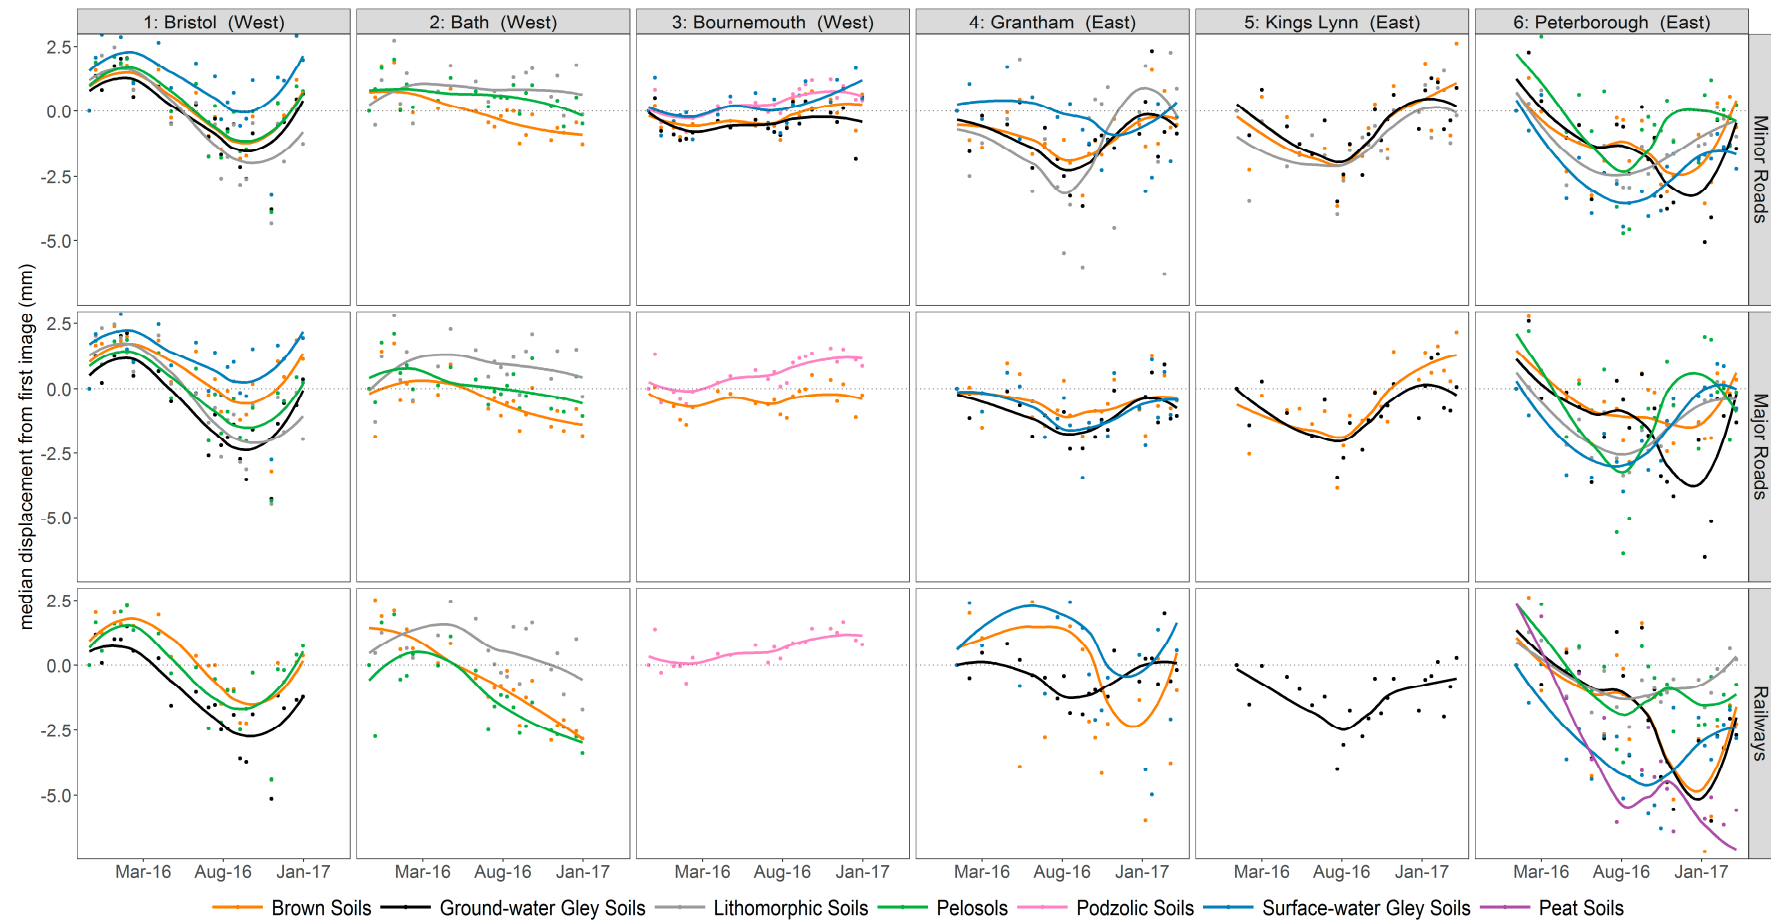 1: Bristol (West) 2: Bath (West) 3: Bournemouth (West) 4: Grantham (East) 5: Kings Lynn (East) 6: Peterborough (East)
median displacement from first image (mm)
2.5
0.0
-2.5
-5.0
Minor Roads
2.5
0.0
-2.5
-5.0
Major Roads
2.5
0.0
-2.5
-5.0
Railways
Mar-16 Aug-16 Jan-17 Mar-16 Aug-16 Jan-17 Mar-16 Aug-16 Jan-17 Mar-16 Aug-16 Jan-17 Mar-16 Aug-16 Jan-17 Mar-16 Aug-16 Jan-17
Brown Soils Ground-water Gley Soils Lithomorphic Soils Pelosols Podzolic Soils Surface-water Gley Soils Peat Soils